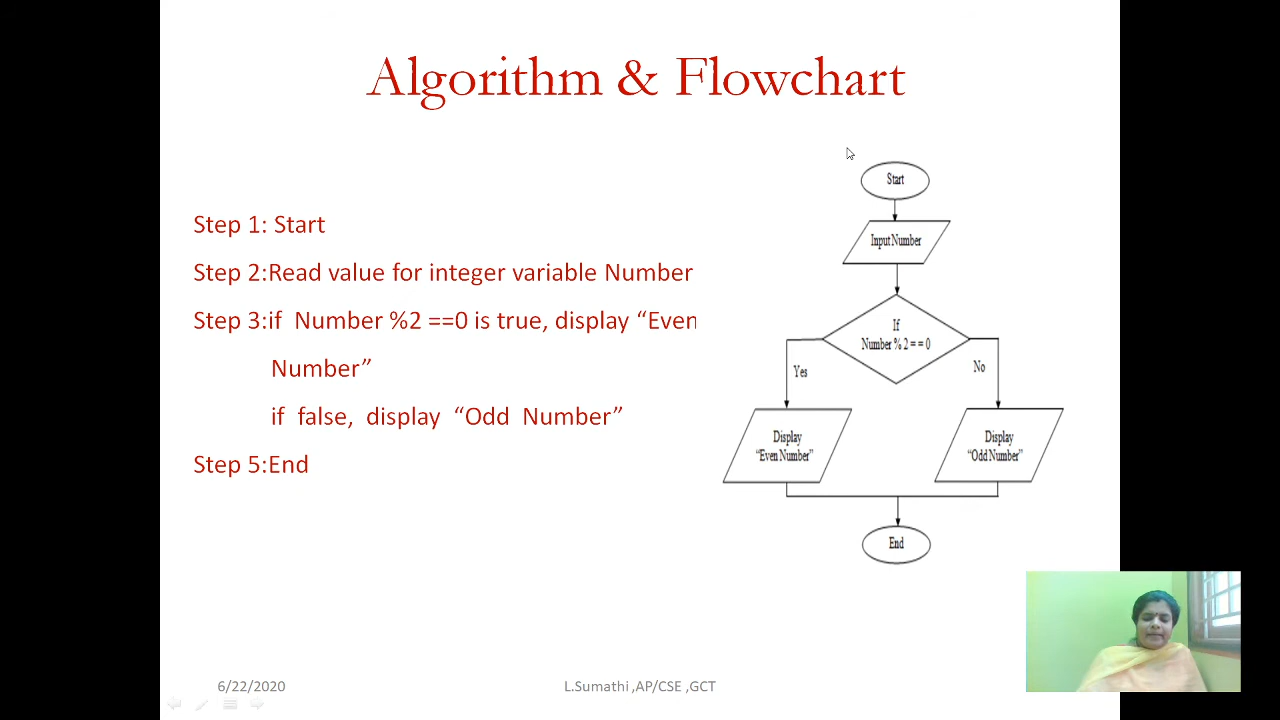 Algorithm & Flowchart
Step 1: Start
Step 2:Read value for integer variable Number
Step 3:if Number %2 ==0 is true, display “Even
Number”
if false, display “Odd Number”
Step 5:End
Start
Input Number
If
Number % 2 = = 0
Yes
No
Display
“Even Number”
Display
“Odd Number”
End
6/22/2020
L.Sumathi ,AP/CSE ,GCT